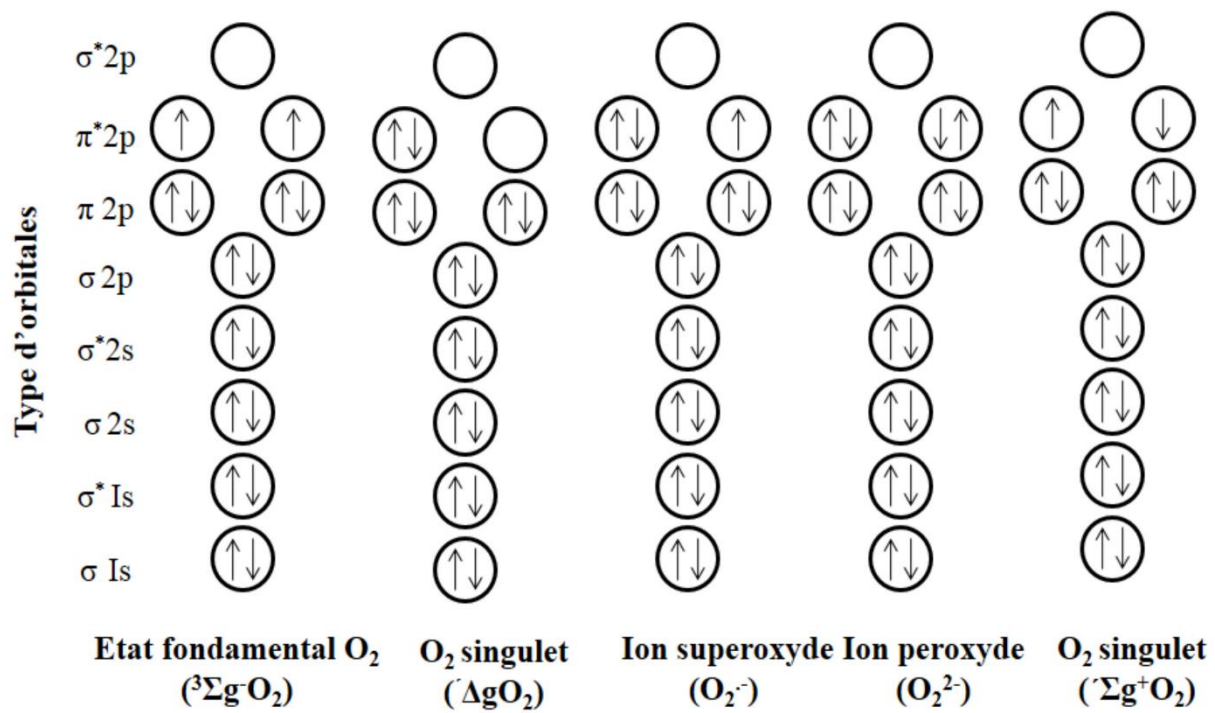 Type d'orbitales
σ*2p
π*2p
π 2p
σ 2p
σ*2s
σ 2s
σ* Is
σ Is
Etat fondamental O₂
(³Σg⁻O₂)
O₂ singulet
(´ΔgO₂)
Ion superoxyde
(O₂·⁻)
Ion peroxyde
(O₂²⁻)
O₂ singulet
(´Σg⁺O₂)